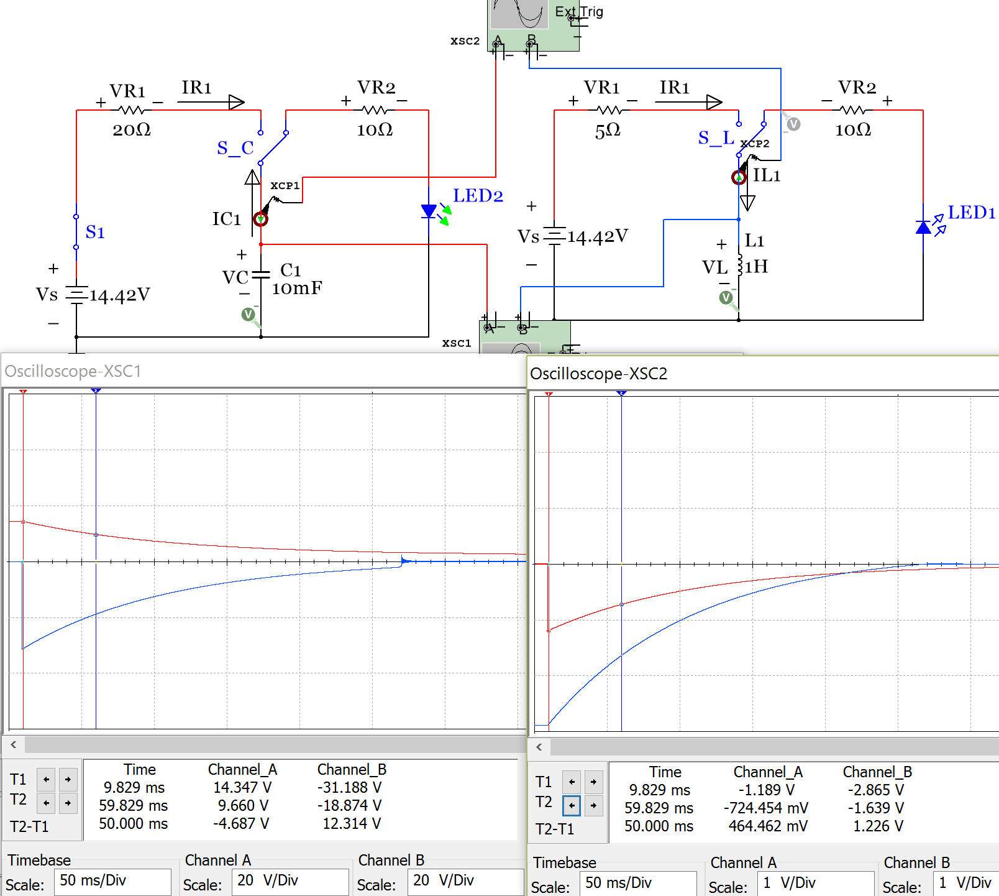 Ext Trig
+
−
XSC2
A
B
+ − + −
VR1
IR1
VR2
+ −
+ −
20Ω
10Ω
S_C
XCP1
IC1
S1
LED2
+
Vs
14.42V
−
+
VC
−
C1
10mF
V
−
VR1
IR1
VR2
+ −
− +
5Ω
10Ω
V
−
S_L
XCP2
IL1
+
Vs
14.42V
−
L1
+
VL
1H
−
V
−
LED1
+ − + −
A
B
XSC1
+
Oscilloscope-XSC1
1
2
<
T1
T2
T2-T1
Time Channel_A Channel_B
9.829 ms 14.347 V -31.188 V
59.829 ms 9.660 V -18.874 V
50.000 ms -4.687 V 12.314 V
Timebase
Scale: 50 ms/Div
Channel A
Scale: 20 V/Div
Channel B
Scale: 20 V/Div
Oscilloscope-XSC2
1
2
<
T1
T2
T2-T1
Time Channel_A Channel_B
9.829 ms -1.189 V -2.865 V
59.829 ms -724.454 mV -1.639 V
50.000 ms 464.462 mV 1.226 V
Timebase
Scale: 50 ms/Div
Channel A
Scale: 1 V/Div
Channel B
Scale: 1 V/Div